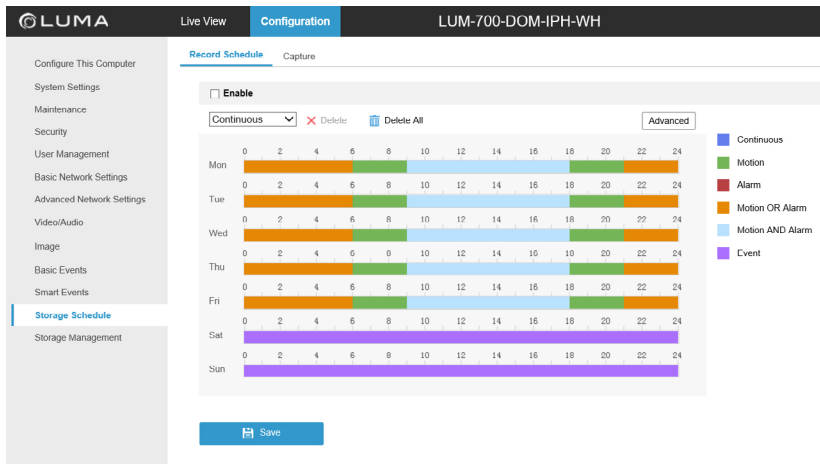 LUMA Live View Configuration LUM-700-DOM-IPH-WH
Configure This Computer
System Settings
Maintenance
Security
User Management
Basic Network Settings
Advanced Network Settings
Video/Audio
Image
Basic Events
Smart Events
Storage Schedule
Storage Management
Record Schedule Capture
Enable
Continuous Delete Delete All Advanced
0 2 4 6 8 10 12 14 16 18 20 22 24
Mon
0 2 4 6 8 10 12 14 16 18 20 22 24
Tue
0 2 4 6 8 10 12 14 16 18 20 22 24
Wed
0 2 4 6 8 10 12 14 16 18 20 22 24
Thu
0 2 4 6 8 10 12 14 16 18 20 22 24
Fri
0 2 4 6 8 10 12 14 16 18 20 22 24
Sat
0 2 4 6 8 10 12 14 16 18 20 22 24
Sun
Continuous
Motion
Alarm
Motion OR Alarm
Motion AND Alarm
Event
Save